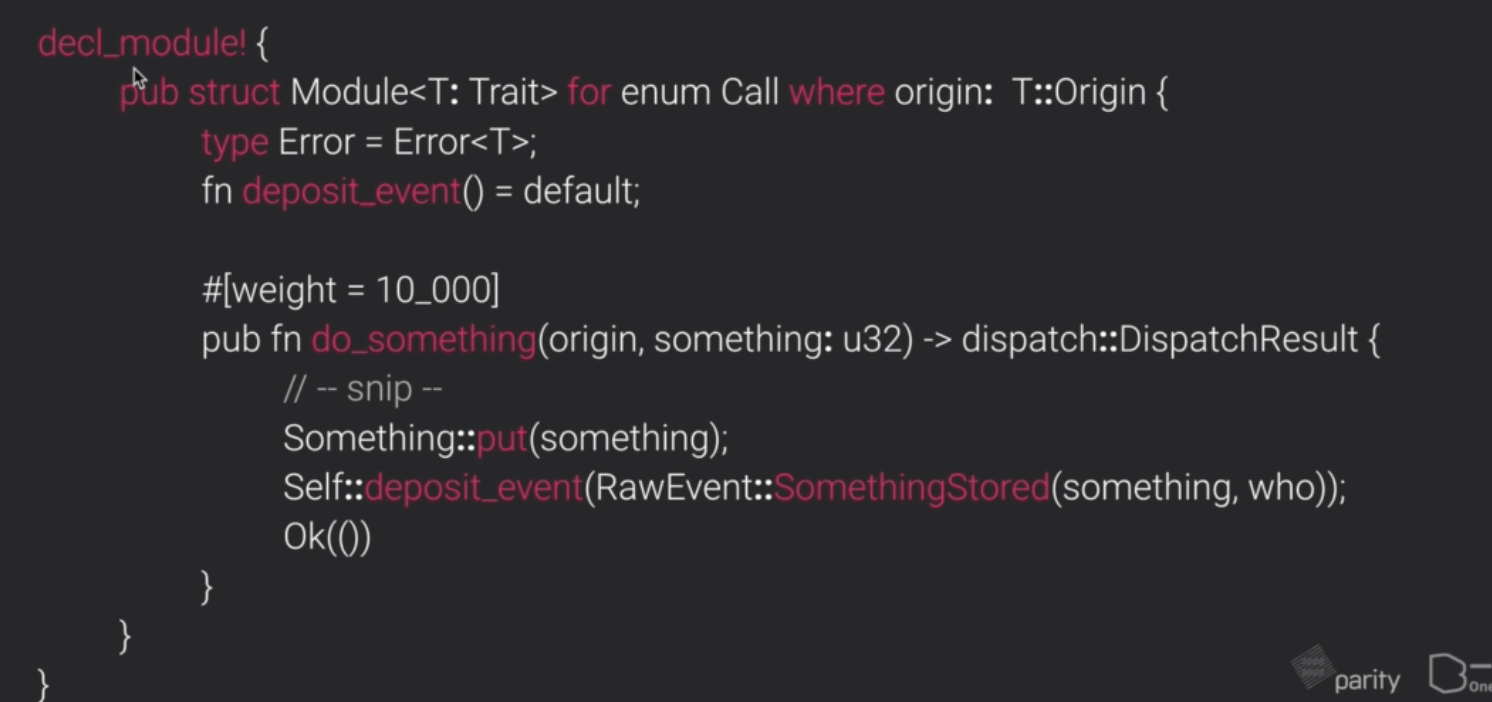 decl_module! {
pub struct Module<T: Trait> for enum Call where origin: T::Origin {
type Error = Error<T>;
fn deposit_event() = default;
#[weight = 10_000]
pub fn do_something(origin, something: u32) -> dispatch::DispatchResult {
// -- snip --
Something::put(something);
Self::deposit_event(RawEvent::SomethingStored(something, who));
Ok(())
}
}
}
parity
One